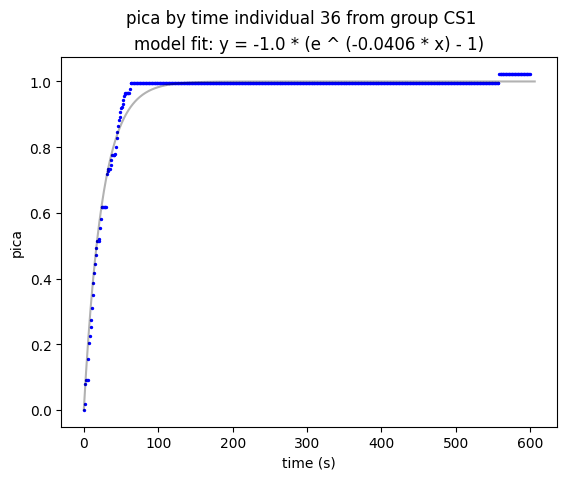 pica by time individual 36 from group CS1
model fit: y = -1.0 * (e ^ (-0.0406 * x) - 1)
1.0
0.8
0.6
0.4
0.2
0.0
pica
0 100 200 300 400 500 600
time (s)